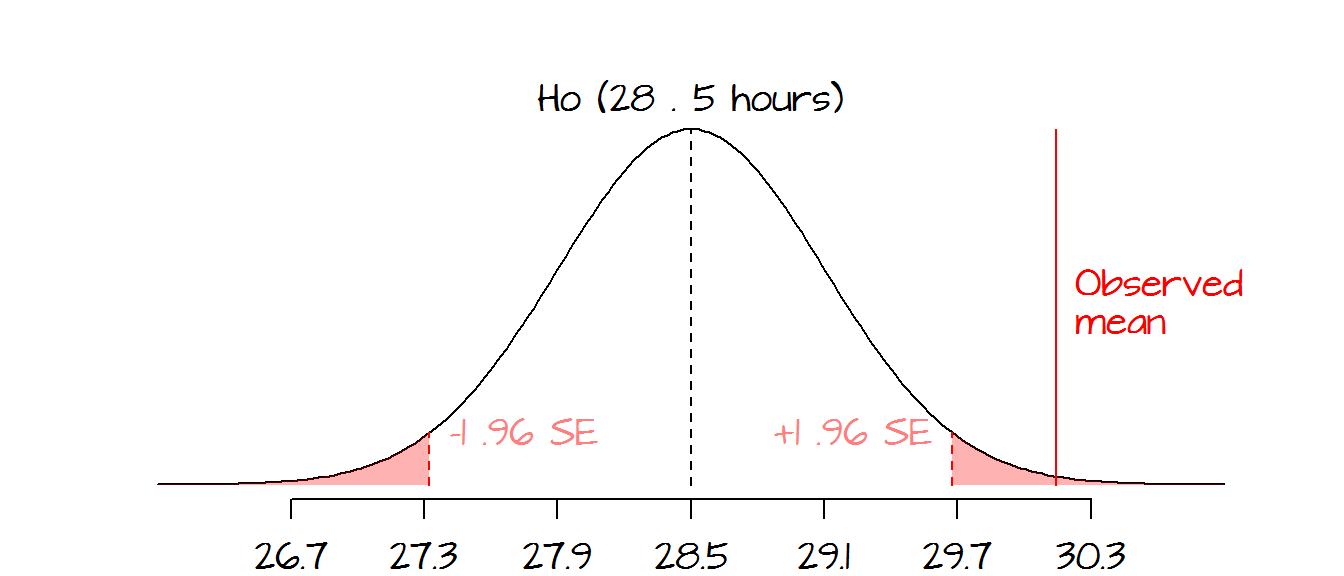 Ho (28 . 5 hours)
Observed
mean
-1 .96 SE
+1 .96 SE
26.7
27.3
27.9
28.5
29.1
29.7
30.3